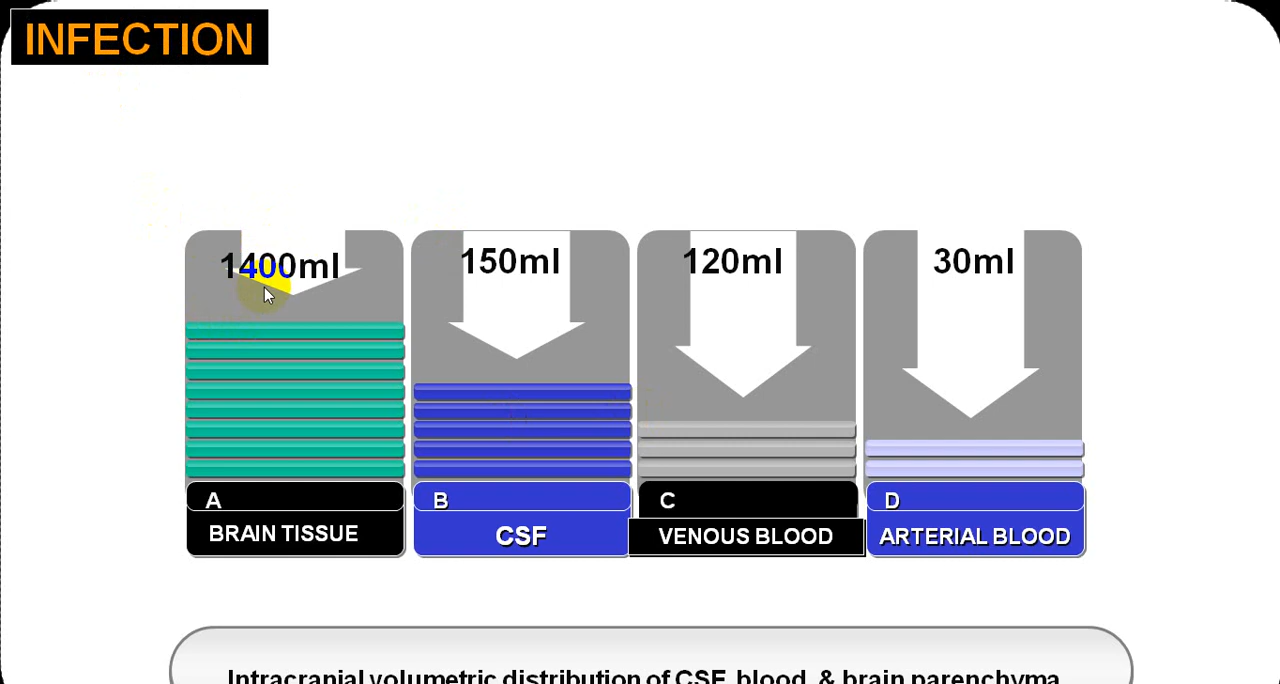 INFECTION
1400ml 150ml 120ml 30ml
A B C D
BRAIN TISSUE CSF VENOUS BLOOD ARTERIAL BLOOD
Intracranial volumetric distribution of CSF, blood, & brain parenchyma